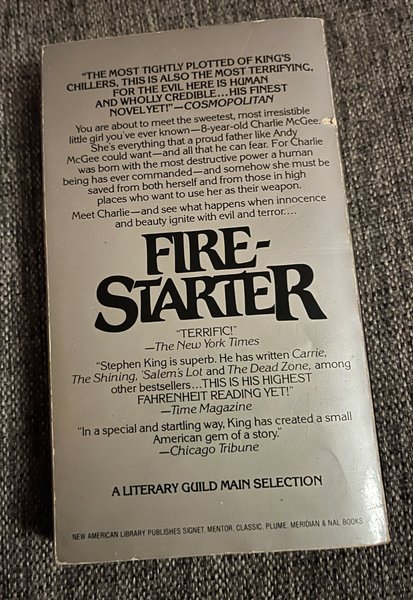 "THE MOST TIGHTLY PLOTTED OF KING'S
CHILLERS. THIS IS ALSO THE MOST TERRIFYING,
FOR THE EVIL HERE IS HUMAN
AND WHOLLY CREDIBLE...HIS FINEST
NOVEL YET!"—COSMOPOLITAN
You are about to meet the sweetest, most irresistible
little girl you've ever known—8-year-old Charlie McGee.
She's everything that a proud father like Andy
McGee could want—and all that he can fear. For Charlie
was born with the most destructive power a human
being has ever commanded—and somehow she must be
saved from both herself and from those in high
places who want to use her as their weapon.
Meet Charlie—and see what happens when innocence
and beauty ignite with evil and terror....
FIRE-
STARTER
"TERRIFIC!"
—The New York Times
"Stephen King is superb. He has written Carrie,
The Shining, 'Salem's Lot and The Dead Zone, among
other bestsellers...THIS IS HIS HIGHEST
FAHRENHEIT READING YET!"
—Time Magazine
"In a special and startling way, King has created a small
American gem of a story."
—Chicago Tribune
A LITERARY GUILD MAIN SELECTION
NEW AMERICAN LIBRARY PUBLISHES SIGNET, MENTOR, CLASSIC, PLUME, MERIDIAN & NAL BOOKS